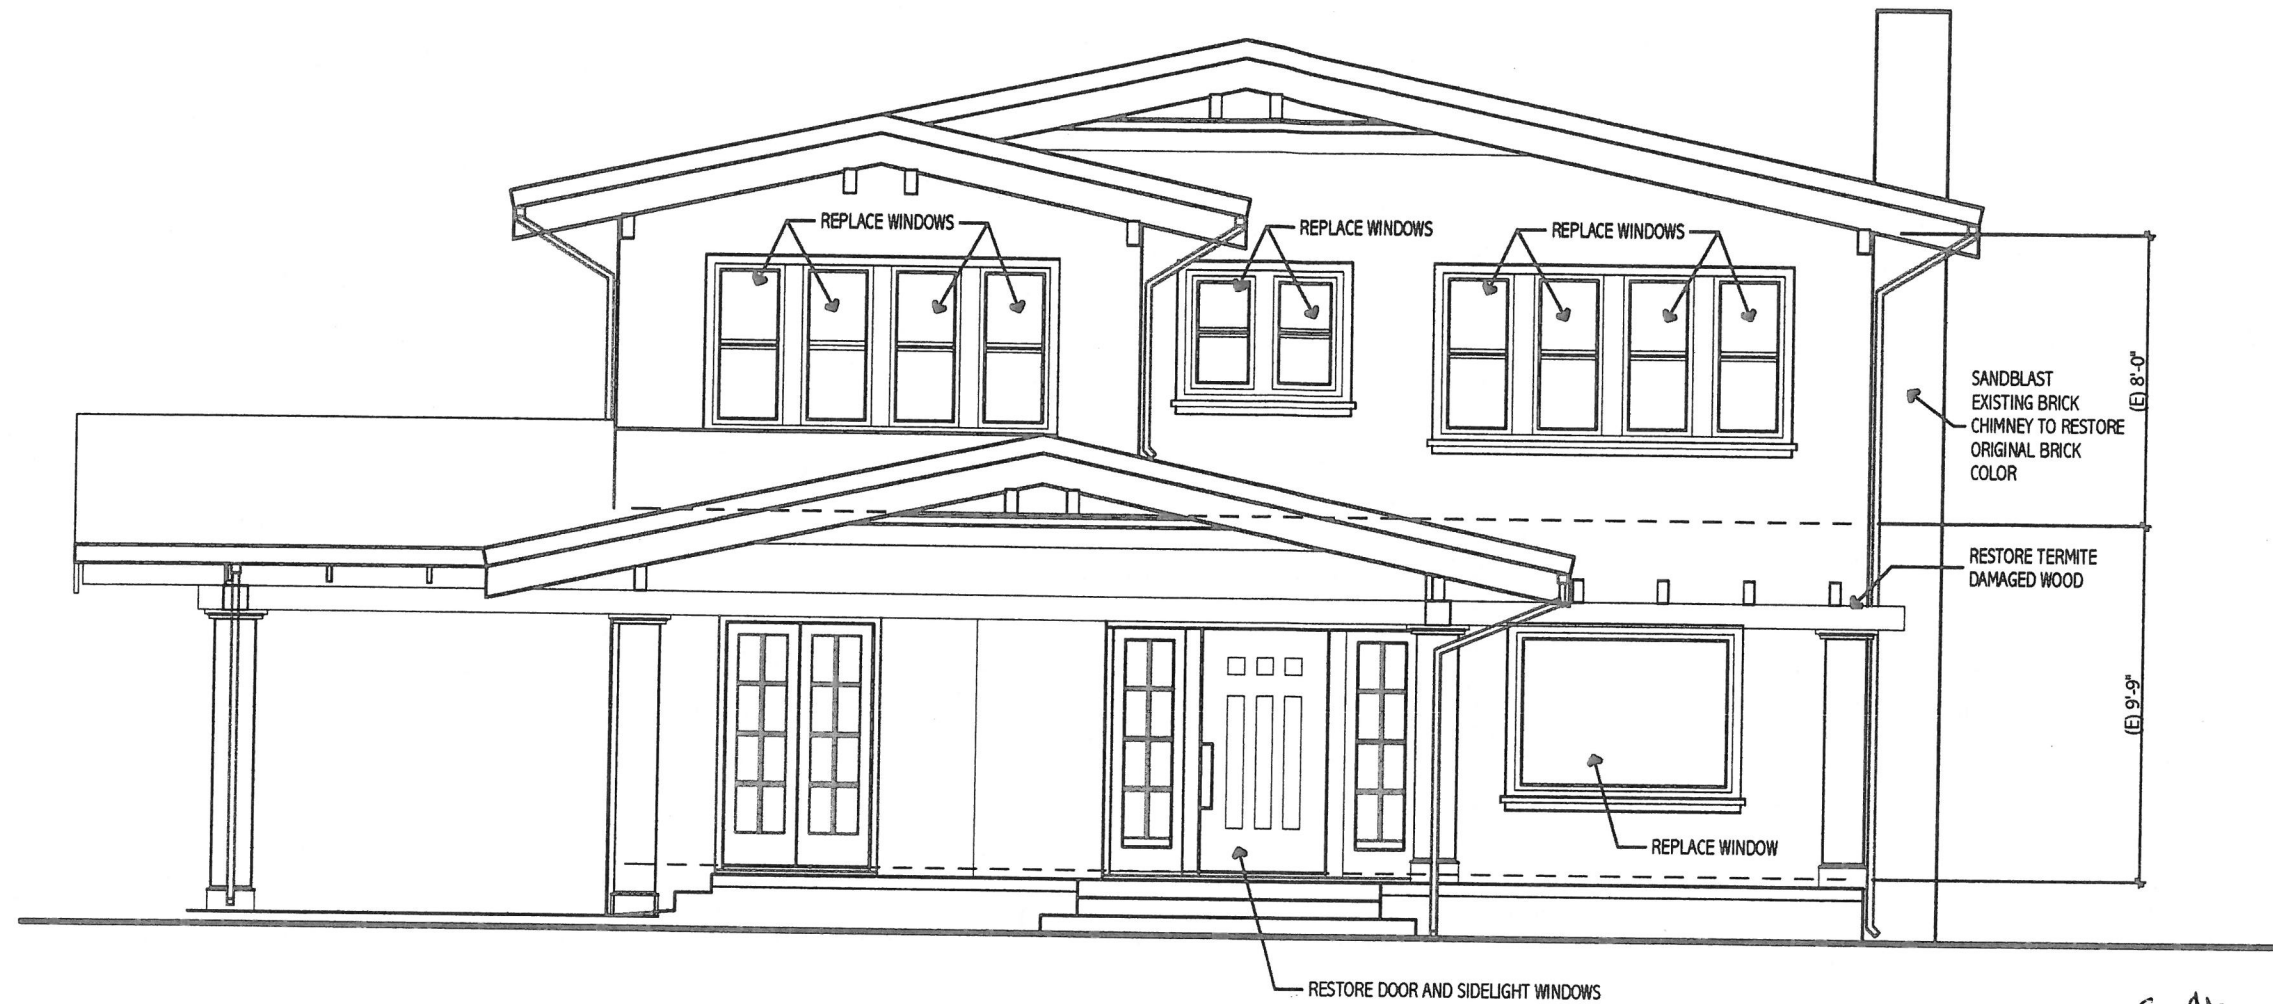 REPLACE WINDOWS
REPLACE WINDOWS
REPLACE WINDOWS
(E) 8'-0"
SANDBLAST
EXISTING BRICK
CHIMNEY TO RESTORE
ORIGINAL BRICK
COLOR
RESTORE TERMITE
DAMAGED WOOD
(E) 9'-9"
REPLACE WINDOW
RESTORE DOOR AND SIDELIGHT WINDOWS